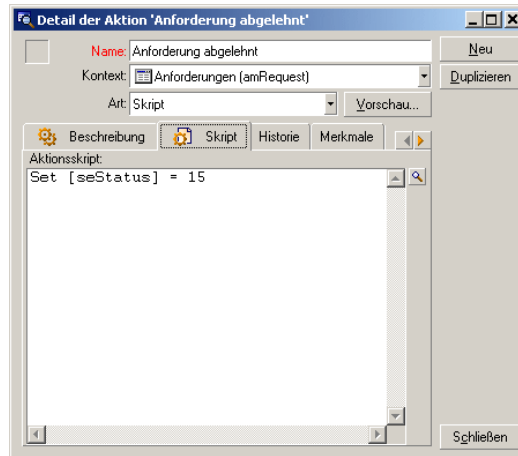 Detail der Aktion 'Anforderung abgelehnt'
Name: Anforderung abgelehnt
Neu
Kontext: Anforderungen (amRequest)
Duplizieren
Art: Skript
Vorschau...
Beschreibung Skript Historie Merkmale
Aktionsskript:
Set [seStatus] = 15
Schließen